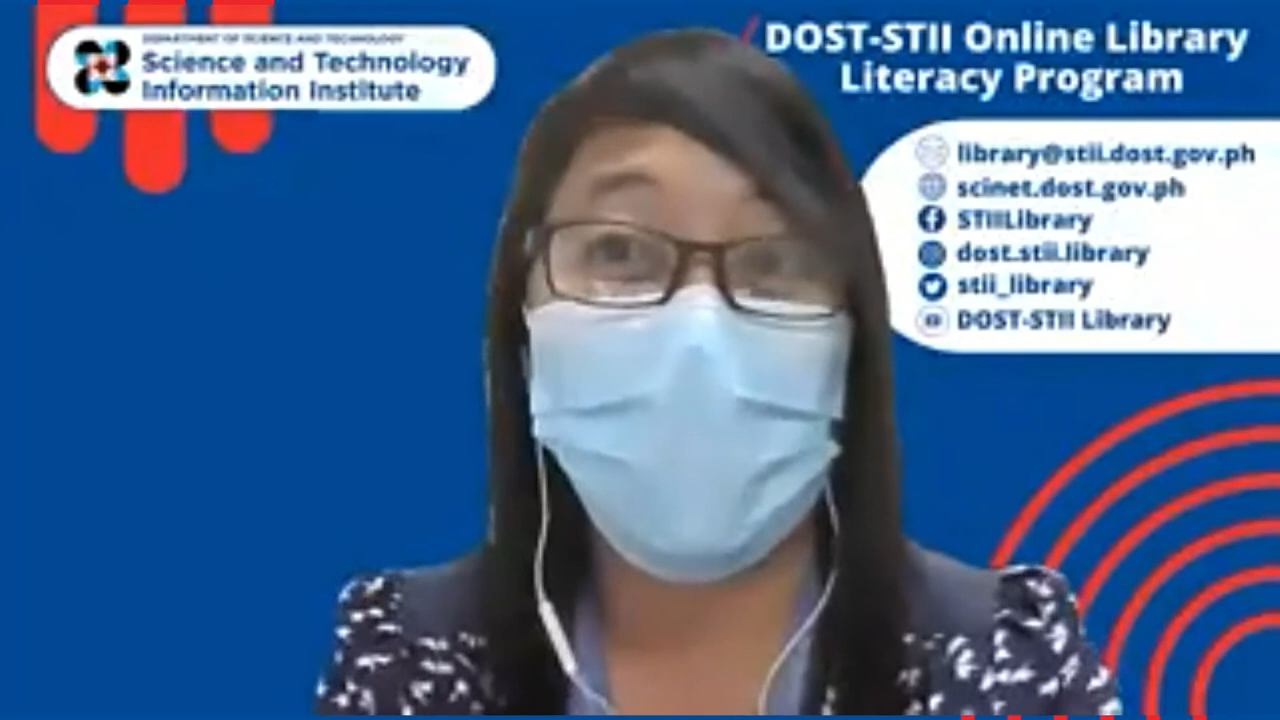 DEPARTMENT OF SCIENCE AND TECHNOLOGY
Science and Technology
Information Institute
DOST-STII Online Library
Literacy Program
library@stii.dost.gov.ph
scinet.dost.gov.ph
STIILibrary
dost.stii.library
stii_library
DOST-STII Library